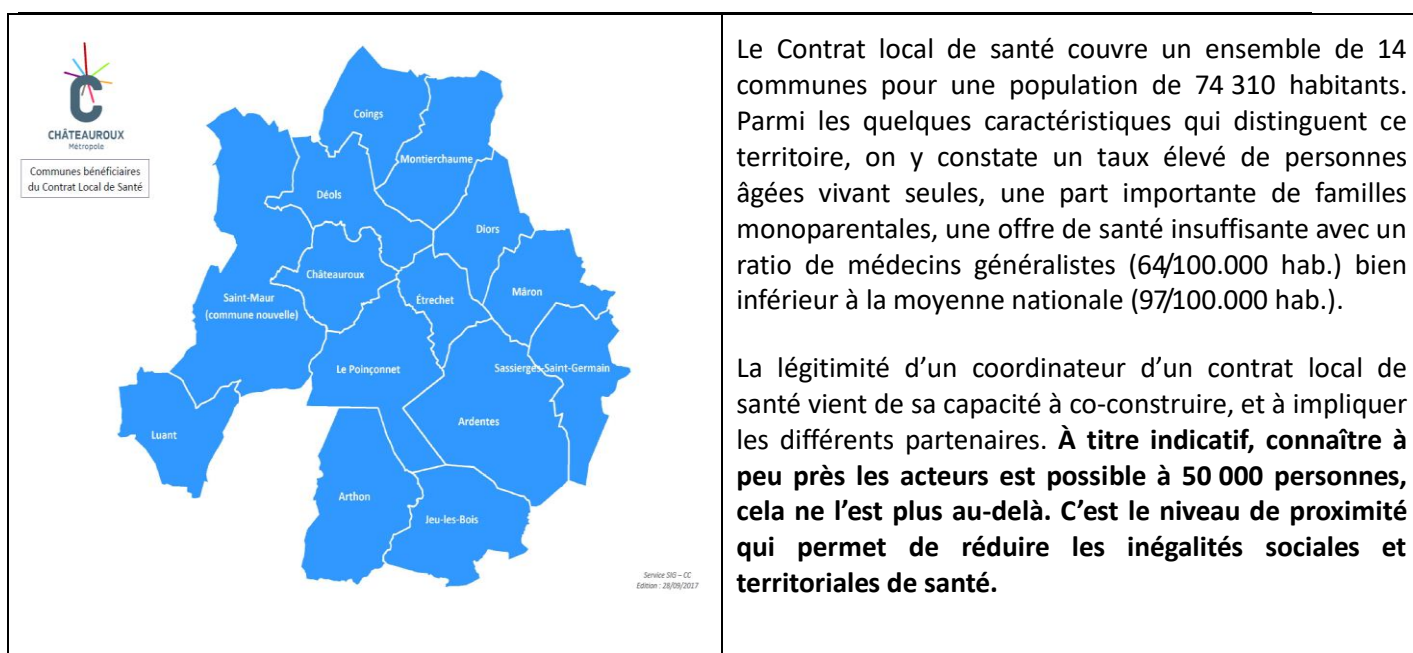 CHÂTEAUROUX
Métropole
Communes bénéficiaires
du Contrat Local de Santé
Coings
Montierchaume
Déols
Diors
Châteauroux
Étrechet
Mâron
Saint-Maur
(commune nouvelle)
Le Poinçonnet
Sassierges-Saint-Germain
Luant
Ardentes
Arthon
Jeu-les-Bois
Service SIG – CC
Edition : 28/09/2017
Le Contrat local de santé couvre un ensemble de 14
communes pour une population de 74 310 habitants.
Parmi les quelques caractéristiques qui distinguent ce
territoire, on y constate un taux élevé de personnes
âgées vivant seules, une part importante de familles
monoparentales, une offre de santé insuffisante avec un
ratio de médecins généralistes (64/100.000 hab.) bien
inférieur à la moyenne nationale (97/100.000 hab.).
La légitimité d’un coordinateur d’un contrat local de
santé vient de sa capacité à co-construire, et à impliquer
les différents partenaires. À titre indicatif, connaître à
peu près les acteurs est possible à 50 000 personnes,
cela ne l’est plus au-delà. C’est le niveau de proximité
qui permet de réduire les inégalités sociales et
territoriales de santé.